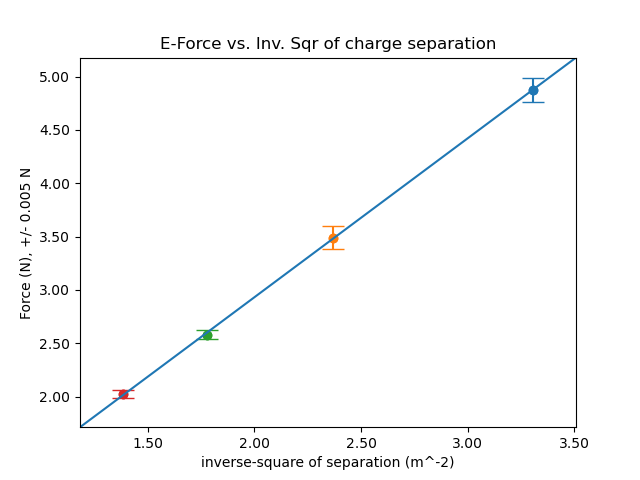 E-Force vs. Inv. Sqr of charge separation
Force (N), +/- 0.005 N
5.00
4.50
4.00
3.50
3.00
2.50
2.00
1.50 2.00 2.50 3.00 3.50
inverse-square of separation (m^-2)